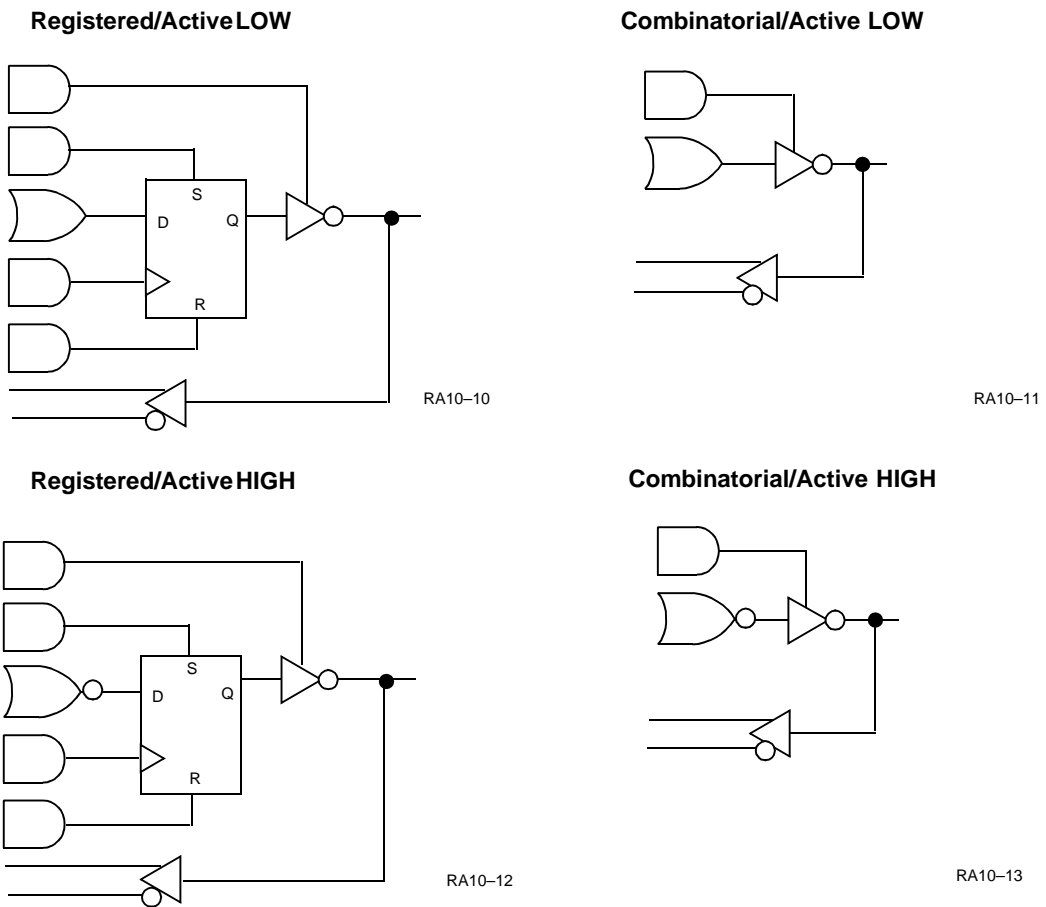 Registered/Active LOW
Combinatorial/Active LOW
S
D
Q
R
RA10–10
RA10–11
Registered/Active HIGH
Combinatorial/Active HIGH
S
D
Q
R
RA10–12
RA10–13